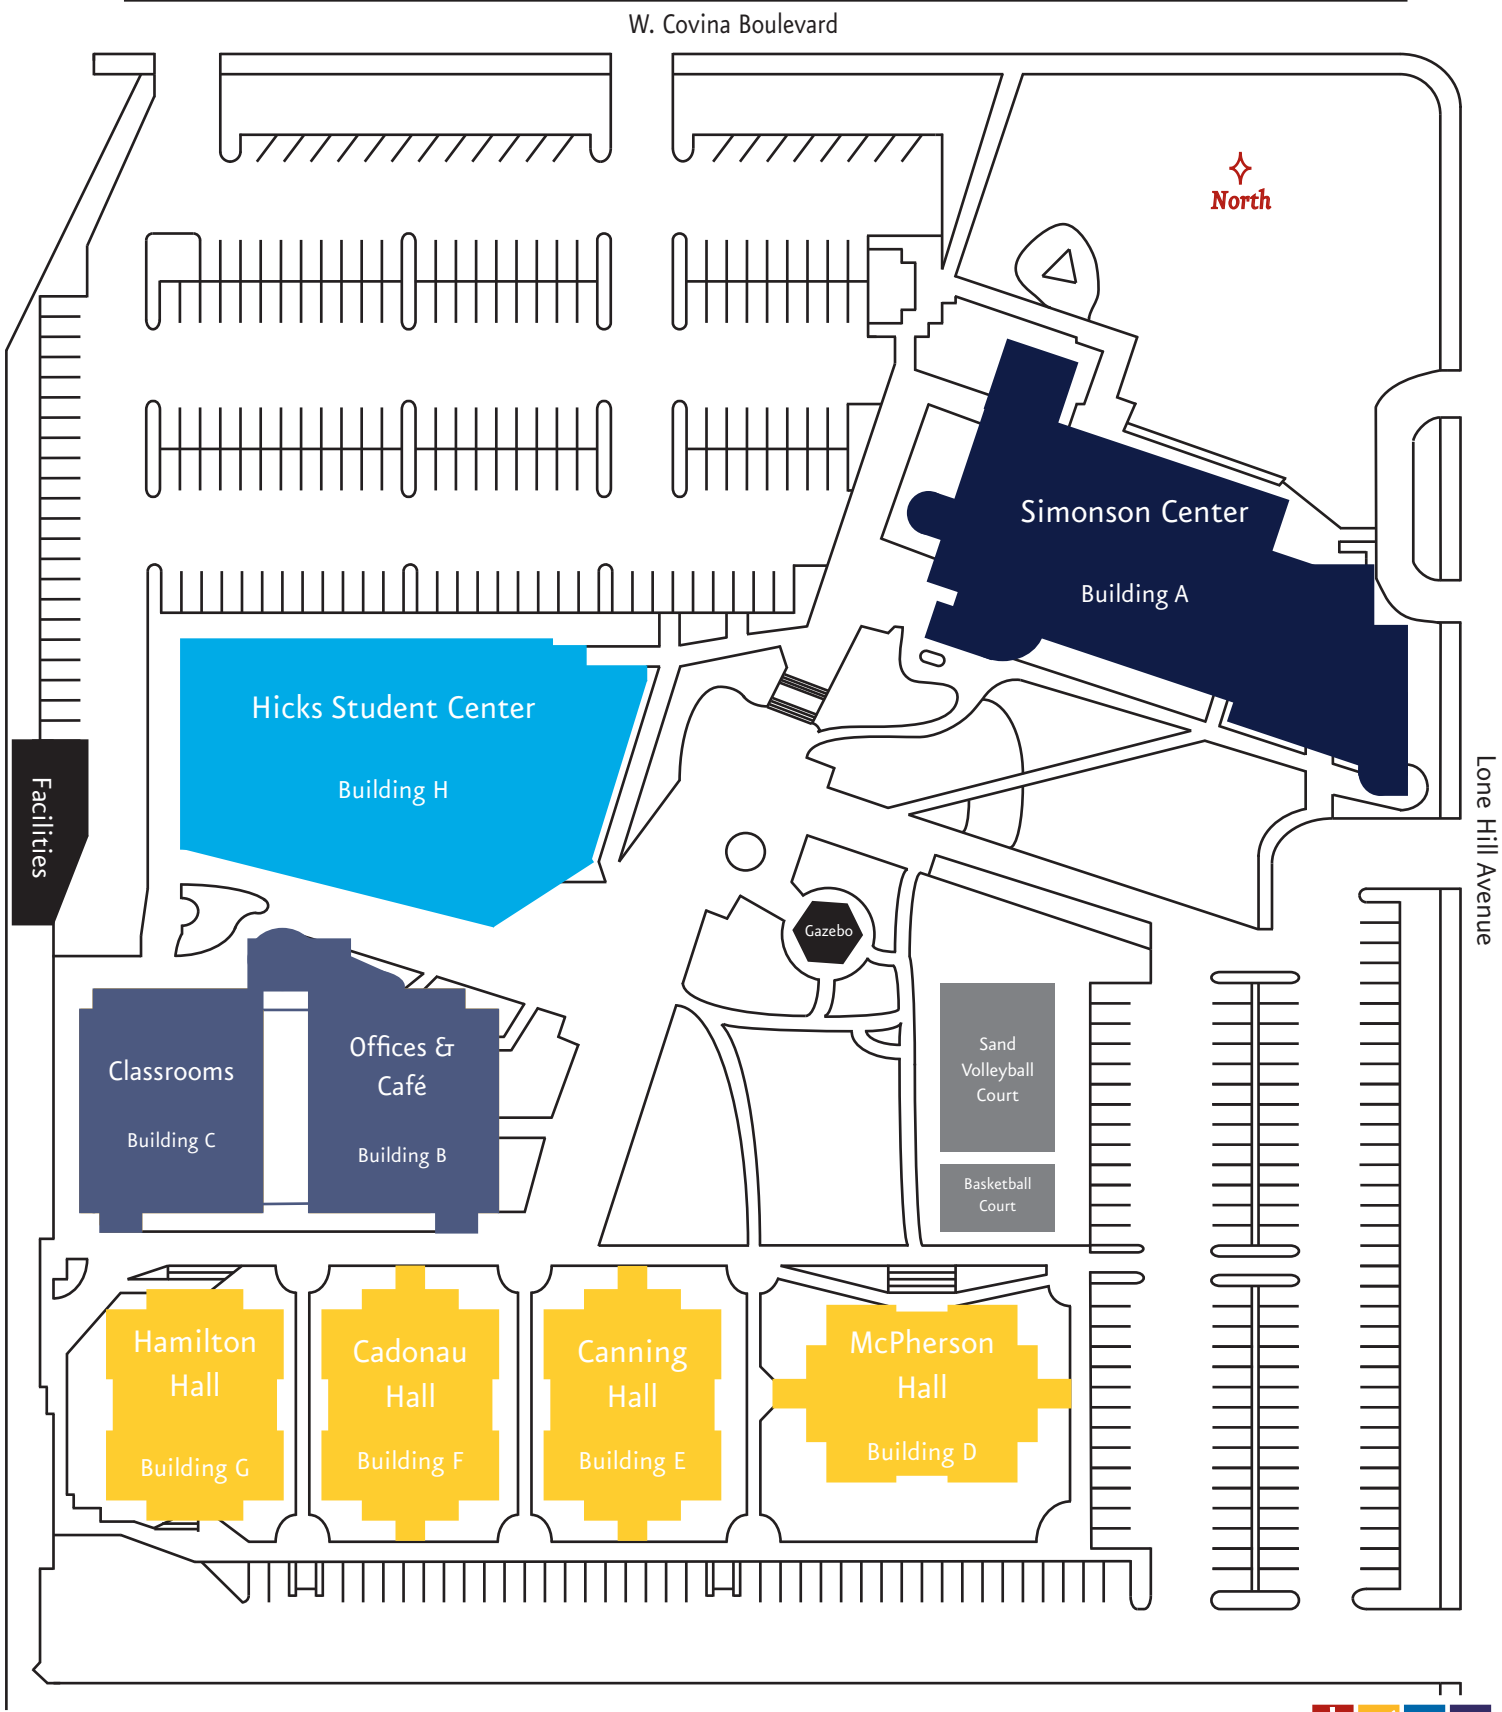 W. Covina Boulevard
North
Simonson Center
Building A
Hicks Student Center
Building H
Facilities
Lone Hill Avenue
Gazebo
Classrooms
Building C
Offices &
Café
Building B
Sand
Volleyball
Court
Basketball
Court
Hamilton
Hall
Building G
Cadonau
Hall
Building F
Canning
Hall
Building E
McPherson
Hall
Building D